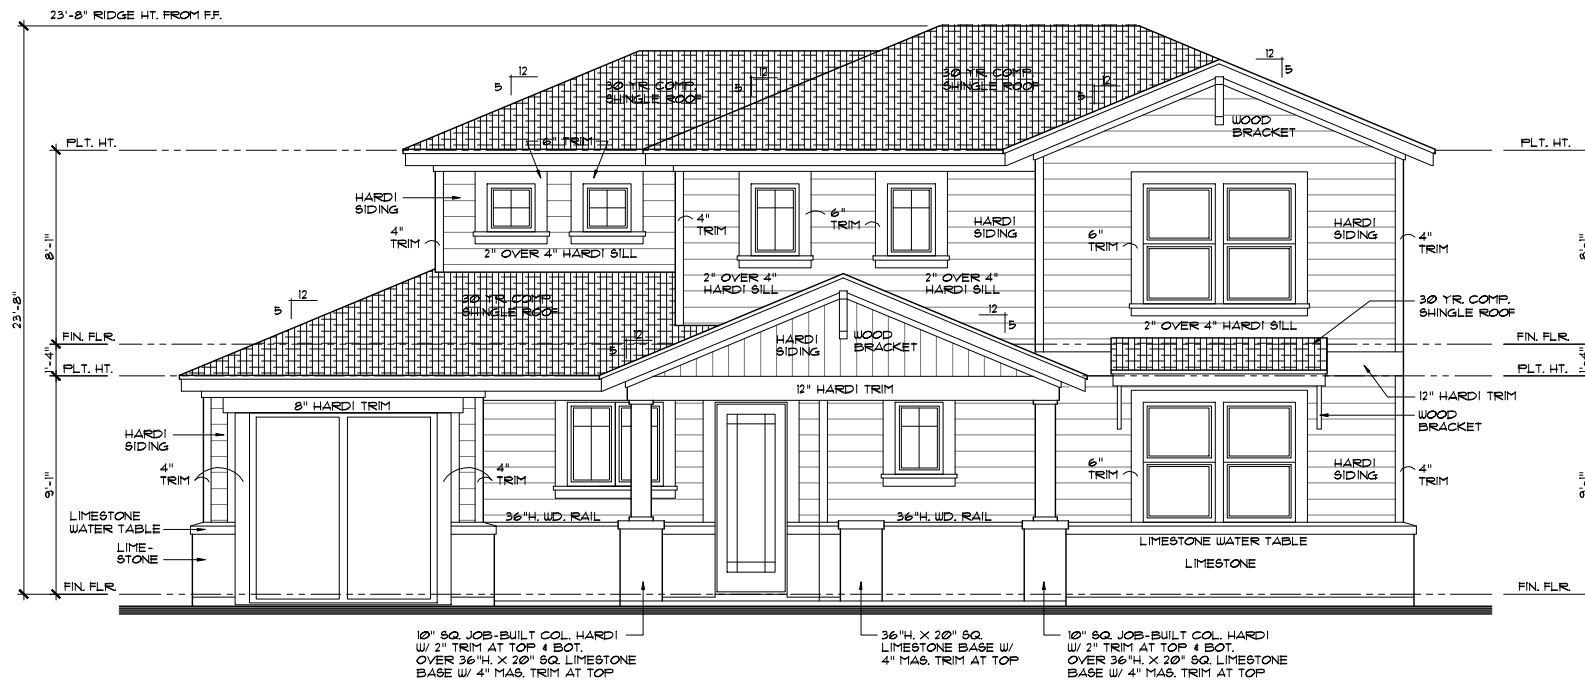 23'-8" RIDGE HT. FROM F.F.
12
5
30 YR. COMP.
SHINGLE ROOF
12
5
30 YR. COMP.
SHINGLE ROOF
12
5
12
5
WOOD
BRACKET
PLT. HT.
6" TRIM
PLT. HT.
HARDI
SIDING
4"
TRIM
4"
TRIM
6"
TRIM
HARDI
SIDING
6"
TRIM
HARDI
SIDING
4"
TRIM
8'-1"
8'-1"
2" OVER 4" HARDI SILL
2" OVER 4"
HARDI SILL
2" OVER 4"
HARDI SILL
23'-8"
12
5
30 YR. COMP.
SHINGLE ROOF
12
5
12
5
30 YR. COMP.
SHINGLE ROOF
2" OVER 4" HARDI SILL
FIN. FLR.
HARDI
SIDING
WOOD
BRACKET
FIN. FLR.
1'-4"
1'-4"
PLT. HT.
PLT. HT.
12" HARDI TRIM
12" HARDI TRIM
8" HARDI TRIM
WOOD
BRACKET
HARDI
SIDING
4"
TRIM
4"
TRIM
6"
TRIM
HARDI
SIDING
4"
TRIM
9'-1"
9'-1"
LIMESTONE
WATER TABLE
36"H. WD. RAIL
36"H. WD. RAIL
LIMESTONE WATER TABLE
LIME-
STONE
LIMESTONE
FIN. FLR.
FIN. FLR.
10" SQ. JOB-BUILT COL. HARDI
W/ 2" TRIM AT TOP & BOT.
OVER 36"H. X 20" SQ. LIMESTONE
BASE W/ 4" MAS. TRIM AT TOP
36"H. X 20" SQ.
LIMESTONE BASE W/
4" MAS. TRIM AT TOP
10" SQ. JOB-BUILT COL. HARDI
W/ 2" TRIM AT TOP & BOT.
OVER 36"H. X 20" SQ. LIMESTONE
BASE W/ 4" MAS. TRIM AT TOP